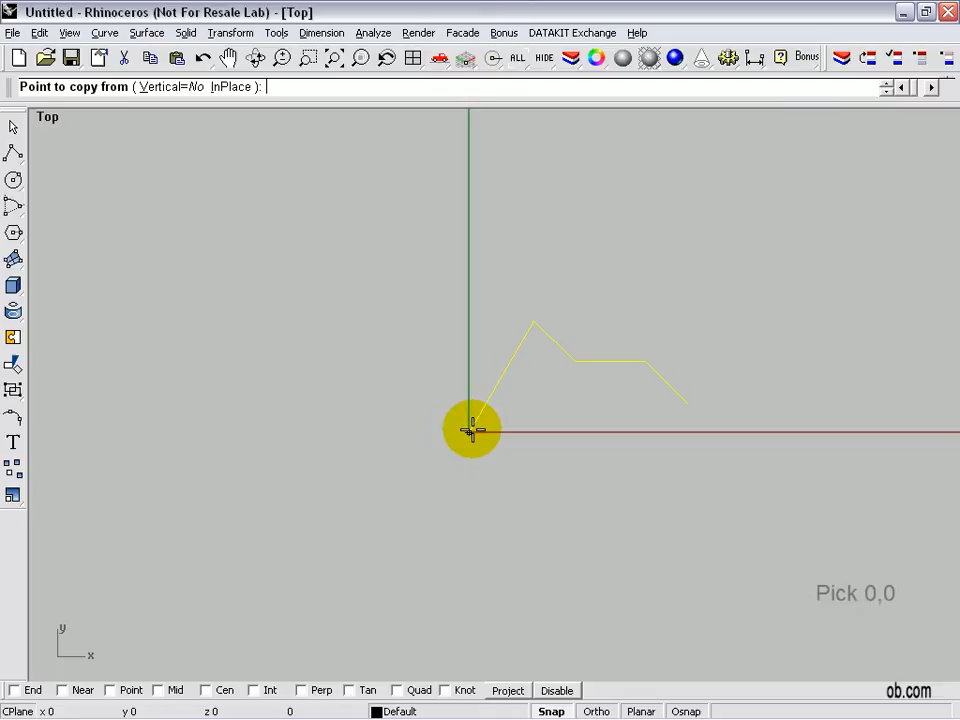 Untitled - Rhinoceros (Not For Resale Lab) - [Top]
File Edit View Curve Surface Solid Transform Tools Dimension Analyze Render Facade Bonus DATAKIT Exchange Help
ALL HIDE Bonus
Point to copy from ( Vertical=No InPlace ):
Top
T
Pick 0,0
y
x
End Near Point Mid Cen Int Perp Tan Quad Knot Project Disable
ob.com
CPlane x 0 y 0 z 0 0 Default Snap Ortho Planar Osnap